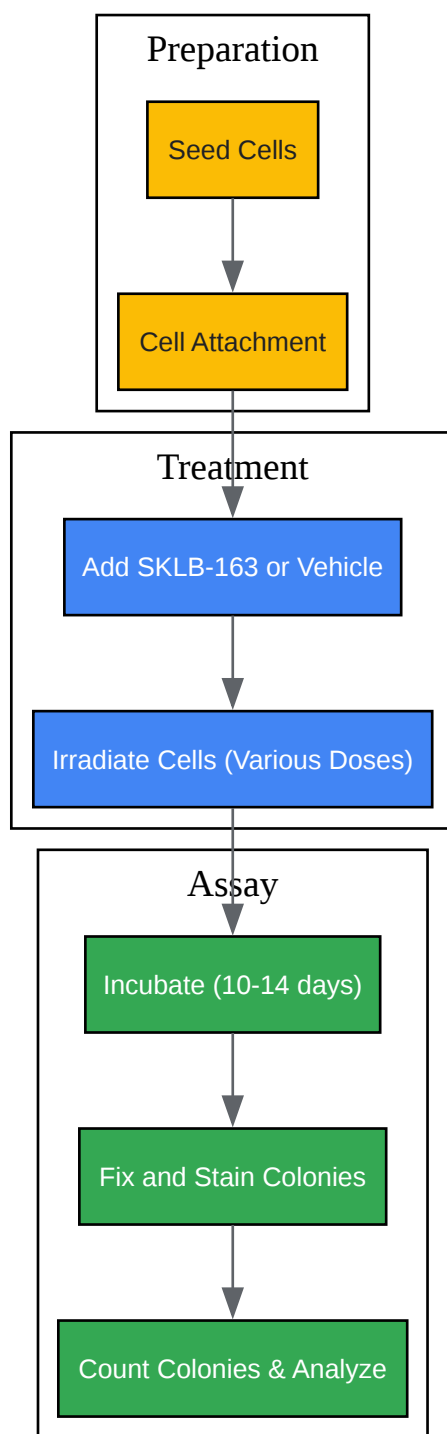 Preparation
Seed Cells
Cell Attachment
Treatment
Add SKLB-163 or Vehicle
Irradiate Cells (Various Doses)
Assay
Incubate (10-14 days)
Fix and Stain Colonies
Count Colonies & Analyze